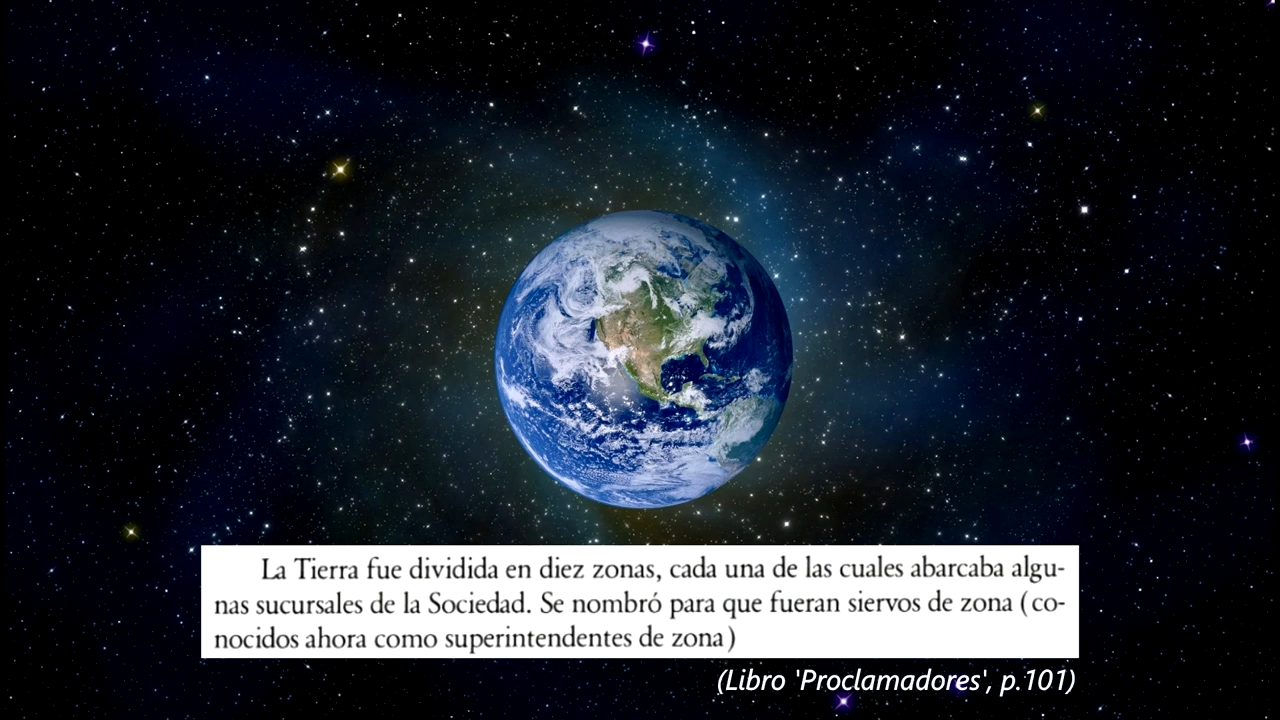 La Tierra fue dividida en diez zonas, cada una de las cuales abarcaba algu-
nas sucursales de la Sociedad. Se nombró para que fueran siervos de zona (co-
nocidos ahora como superintendentes de zona)
(Libro 'Proclamadores', p.101)